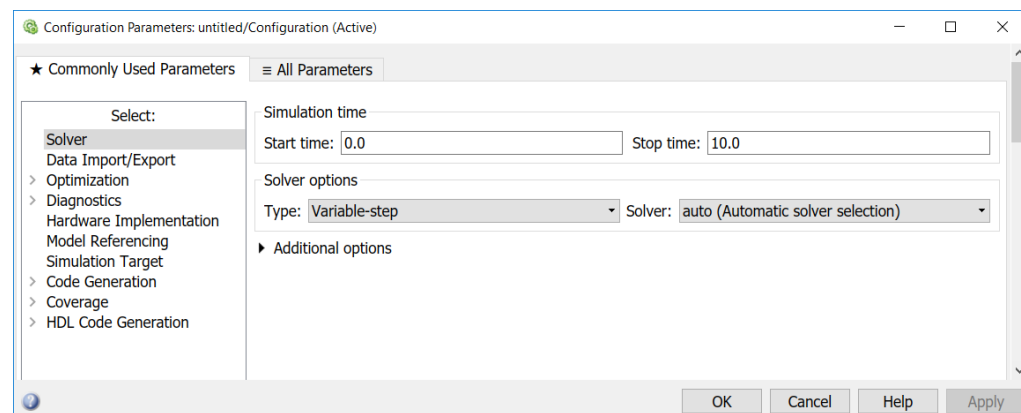 Configuration Parameters: untitled/Configuration (Active)
★ Commonly Used Parameters
≡ All Parameters
Select:
Solver
Data Import/Export
Optimization
Diagnostics
Hardware Implementation
Model Referencing
Simulation Target
Code Generation
Coverage
HDL Code Generation
Simulation time
Start time: 0.0 Stop time: 10.0
Solver options
Type: Variable-step Solver: auto (Automatic solver selection)
Additional options
OK Cancel Help Apply